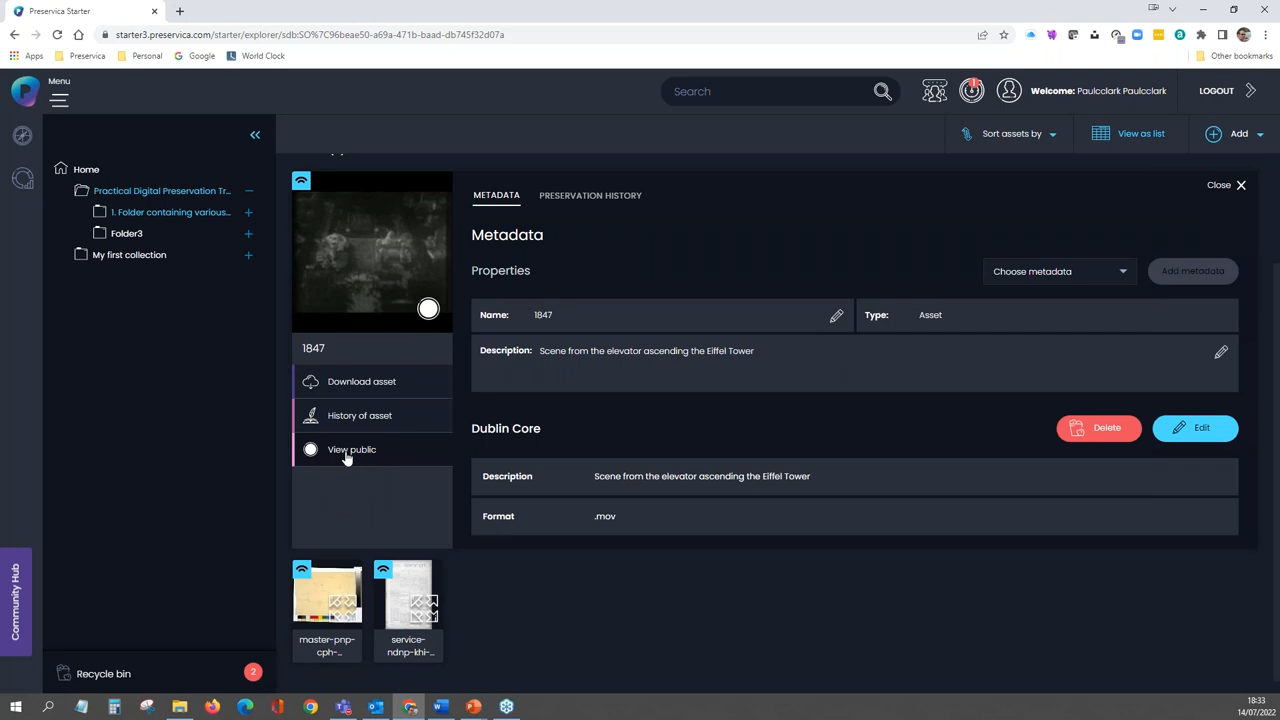 Preservica Starter
starter3.preservica.com/starter/explorer/sdb:SO%7C96beae50-a69a-471b-baad-db745f32d07a
Apps
Preservica
Personal
Google
World Clock
Other bookmarks
Menu
Search
Welcome: Paulcclark Paulcclark
LOGOUT
Sort assets by
View as list
Add
Home
Practical Digital Preservation Tr...
1. Folder containing various...
Folder3
My first collection
METADATA
PRESERVATION HISTORY
Close
Metadata
Properties
Choose metadata
Add metadata
Name:
1847
Type:
Asset
Description:
Scene from the elevator ascending the Eiffel Tower
1847
Download asset
History of asset
View public
Dublin Core
Delete
Edit
Description
Scene from the elevator ascending the Eiffel Tower
Format
.mov
Community Hub
master-pnp-
cph-...
service-
ndnp-khi-...
Recycle bin
2
18:33
14/07/2022